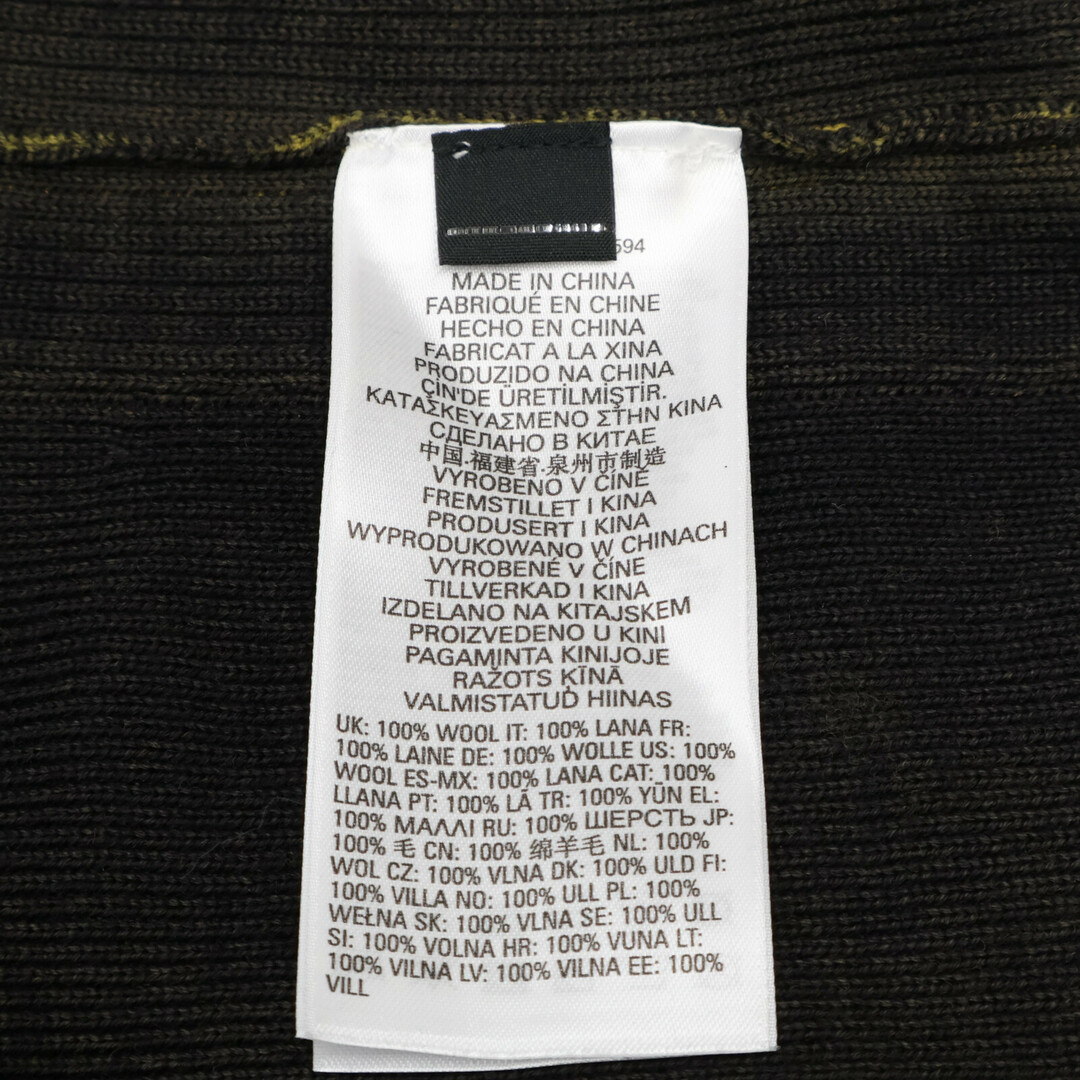 594
MADE IN CHINA
FABRIQUÉ EN CHINE
HECHO EN CHINA
FABRICAT A LA XINA
PRODUZIDO NA CHINA
ÇİN'DE ÜRETİLMİŞTİR.
ΚΑΤΑΣΚΕΥΑΣΜΕΝΟ ΣΤΗΝ ΚΙΝΑ
СДЕЛАНО В КИТАЕ
中国.福建省.泉州市制造
VYROBENO V ČÍNĚ
FREMSTILLET I KINA
PRODUSERT I KINA
WYPRODUKOWANO W CHINACH
VYROBENÉ V ČÍNE
TILLVERKAD I KINA
IZDELANO NA KITAJSKEM
PROIZVEDENO U KINI
PAGAMINTA KINIJOJE
RAŽOTS ĶĪNĀ
VALMISTATUD HIINAS
UK: 100% WOOL IT: 100% LANA FR:
100% LAINE DE: 100% WOLLE US: 100%
WOOL ES-MX: 100% LANA CAT: 100%
LLANA PT: 100% LÃ TR: 100% YÜN EL:
100% ΜΑΛΛΙ RU: 100% ШЕРСТЬ JP:
100% 毛 CN: 100% 绵羊毛 NL: 100%
WOL CZ: 100% VLNA DK: 100% ULD FI:
100% VILLA NO: 100% ULL PL: 100%
WEŁNA SK: 100% VLNA SE: 100% ULL
SI: 100% VOLNA HR: 100% VUNA LT:
100% VILNA LV: 100% VILNA EE: 100%
VILL